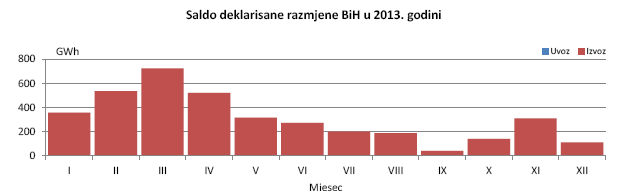 Saldo deklarisane razmjene BiH u 2013. godini
GWh
Uvoz Izvoz
800
600
400
200
0
I II III IV V VI VII VIII IX X XI XII
Mjesec